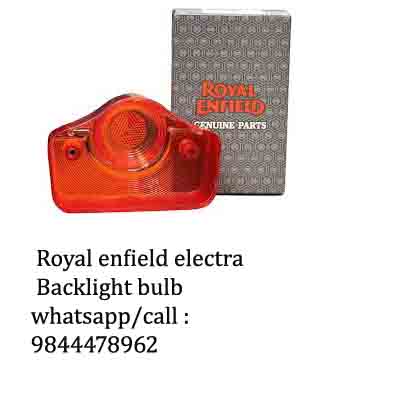 ROYAL
ENFIELD
GENUINE PARTS
Royal enfield electra
Backlight bulb
whatsapp/call :
9844478962